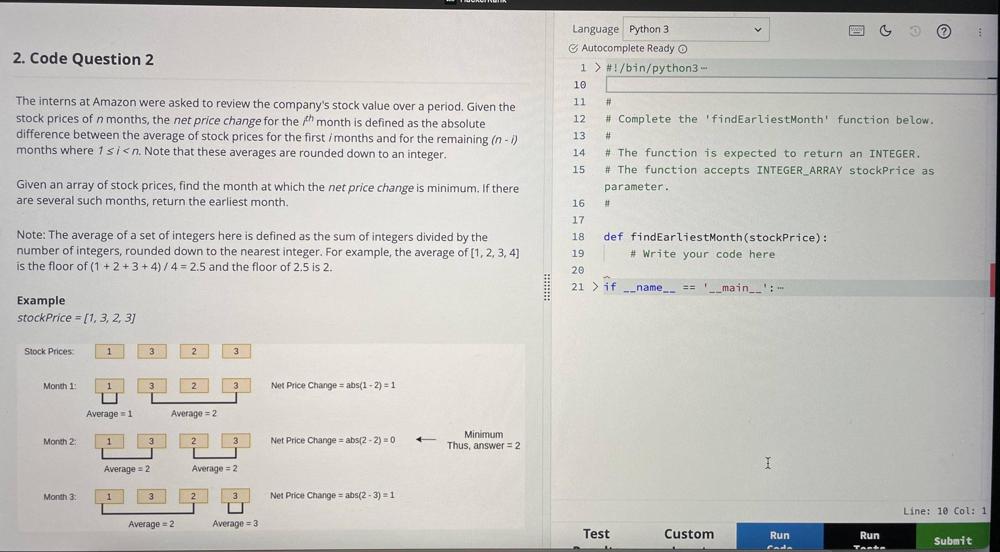 HackerRank
2. Code Question 2
The interns at Amazon were asked to review the company's stock value over a period. Given the
stock prices of n months, the net price change for the ith month is defined as the absolute
difference between the average of stock prices for the first i months and for the remaining (n - i)
months where 1 ≤ i < n. Note that these averages are rounded down to an integer.
Given an array of stock prices, find the month at which the net price change is minimum. If there
are several such months, return the earliest month.
Note: The average of a set of integers here is defined as the sum of integers divided by the
number of integers, rounded down to the nearest integer. For example, the average of [1, 2, 3, 4]
is the floor of (1 + 2 + 3 + 4) / 4 = 2.5 and the floor of 2.5 is 2.
Example
stockPrice = [1, 3, 2, 3]
Stock Prices: 1 3 2 3
Month 1: 1 3 2 3 Net Price Change = abs(1 - 2) = 1
Average = 1 Average = 2
Month 2: 1 3 2 3 Net Price Change = abs(2 - 2) = 0 Minimum
Thus, answer = 2
Average = 2 Average = 2
Month 3: 1 3 2 3 Net Price Change = abs(2 - 3) = 1
Average = 2 Average = 3
Language Python 3
Autocomplete Ready
1 > #!/bin/python3
10
11 #
12 # Complete the 'findEarliestMonth' function below.
13 #
14 # The function is expected to return an INTEGER.
15 # The function accepts INTEGER_ARRAY stockPrice as
parameter.
16 #
17
18 def findEarliestMonth(stockPrice):
19 # Write your code here
20
21 > if __name__ == '__main__':
Line: 10 Col: 1
Test Custom Run Run Submit
Code Tests